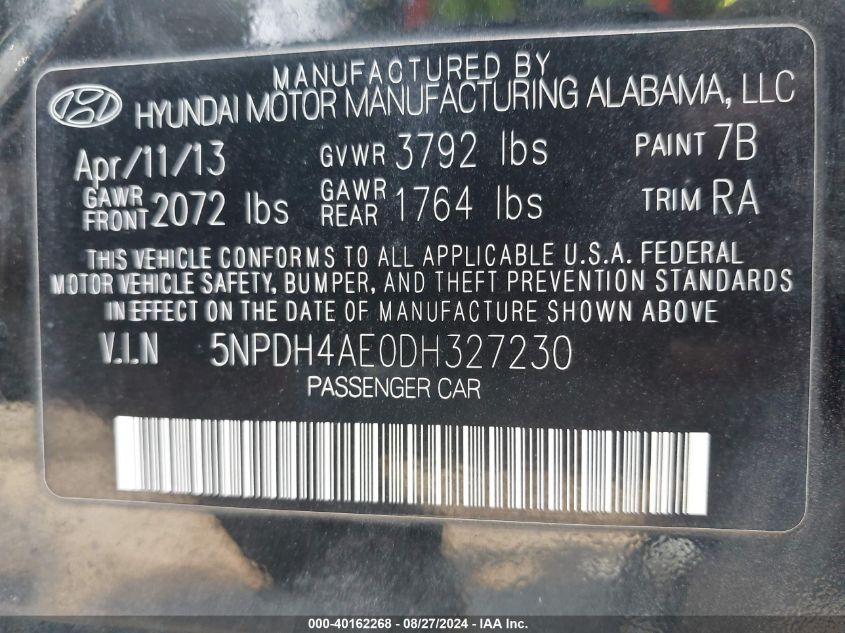 MANUFACTURED BY
HYUNDAI MOTOR MANUFACTURING ALABAMA, LLC
Apr/11/13 GVWR 3792 lbs PAINT 7B
GAWR FRONT 2072 lbs GAWR REAR 1764 lbs TRIM RA
THIS VEHICLE CONFORMS TO ALL APPLICABLE U.S.A. FEDERAL
MOTOR VEHICLE SAFETY, BUMPER, AND THEFT PREVENTION STANDARDS
IN EFFECT ON THE DATE OF MANUFACTURE SHOWN ABOVE
V.I.N 5NPDH4AE0DH327230
PASSENGER CAR
000-40162268 - 08/27/2024 - IAA Inc.